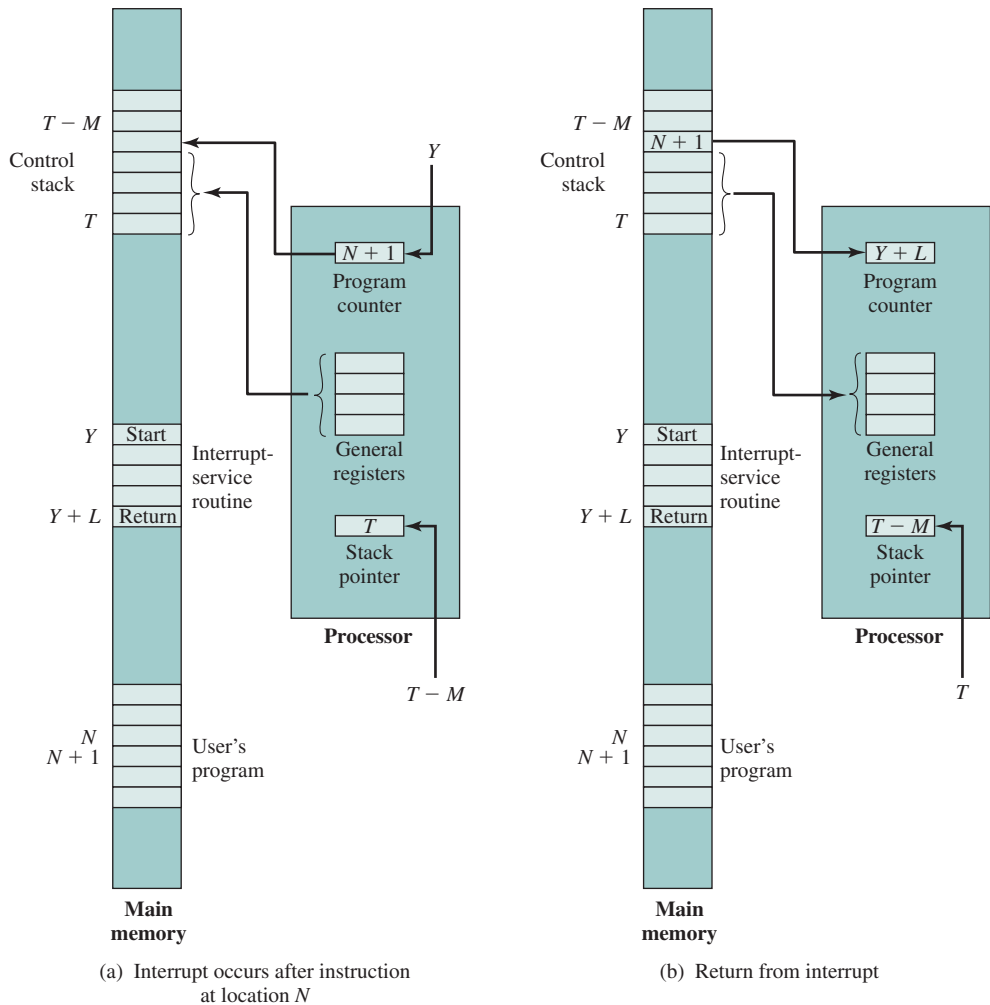 T − M
Control
stack
T
Y
N + 1
Program
counter
General
registers
Y
Start
Interrupt-
service
routine
Y + L
Return
T
Stack
pointer
Processor
T − M
N
N + 1
User's
program
Main
memory
(a) Interrupt occurs after instruction
at location N
T − M
N + 1
Control
stack
T
Y + L
Program
counter
General
registers
Y
Start
Interrupt-
service
routine
Y + L
Return
T − M
Stack
pointer
Processor
T
N
N + 1
User's
program
Main
memory
(b) Return from interrupt